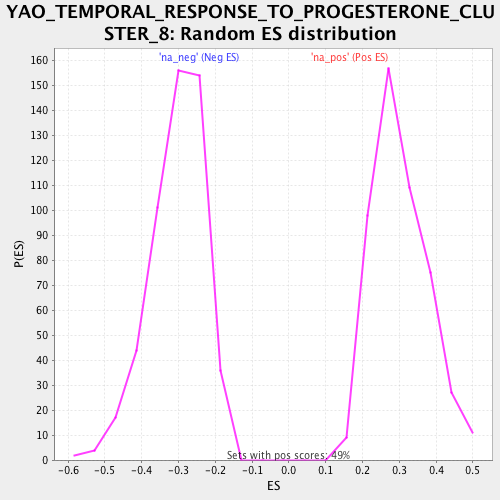 YAO_TEMPORAL_RESPONSE_TO_PROGESTERONE_CLU
STER_8: Random ES distribution
'na_neg' (Neg ES)
'na_pos' (Pos ES)
160
150
140
130
120
110
100
90
80
70
60
50
40
30
20
10
0
P(ES)
Sets with pos scores: 49%
-0.6 -0.5 -0.4 -0.3 -0.2 -0.1 0.0 0.1 0.2 0.3 0.4 0.5
ES